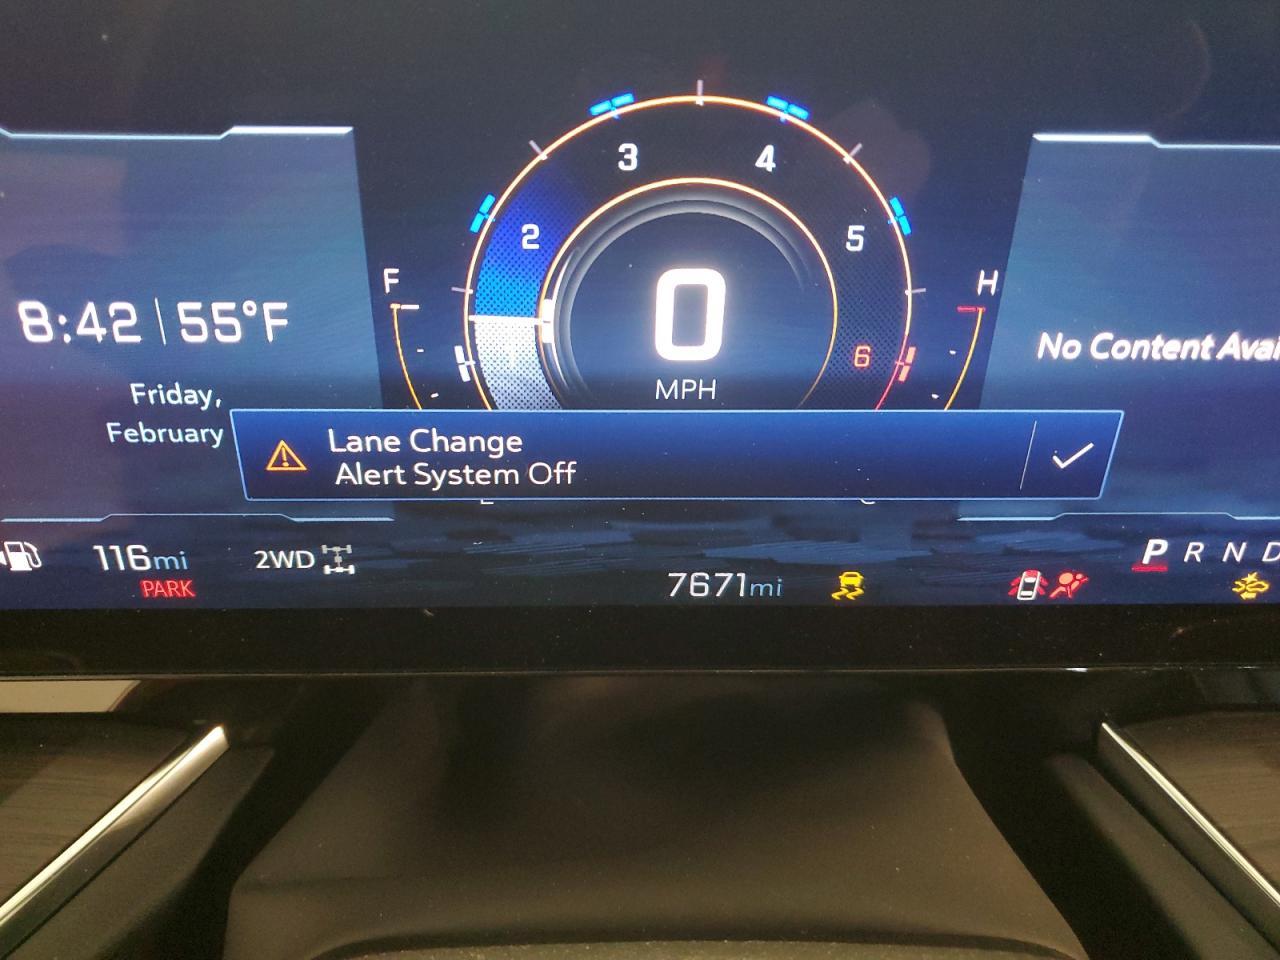 3 4
2 5
F H
8:42 | 55°F
0
6
No Content
MPH
Friday,
February
Lane Change
Alert System Off
116mi 2WD
P R N D
PARK
7671mi